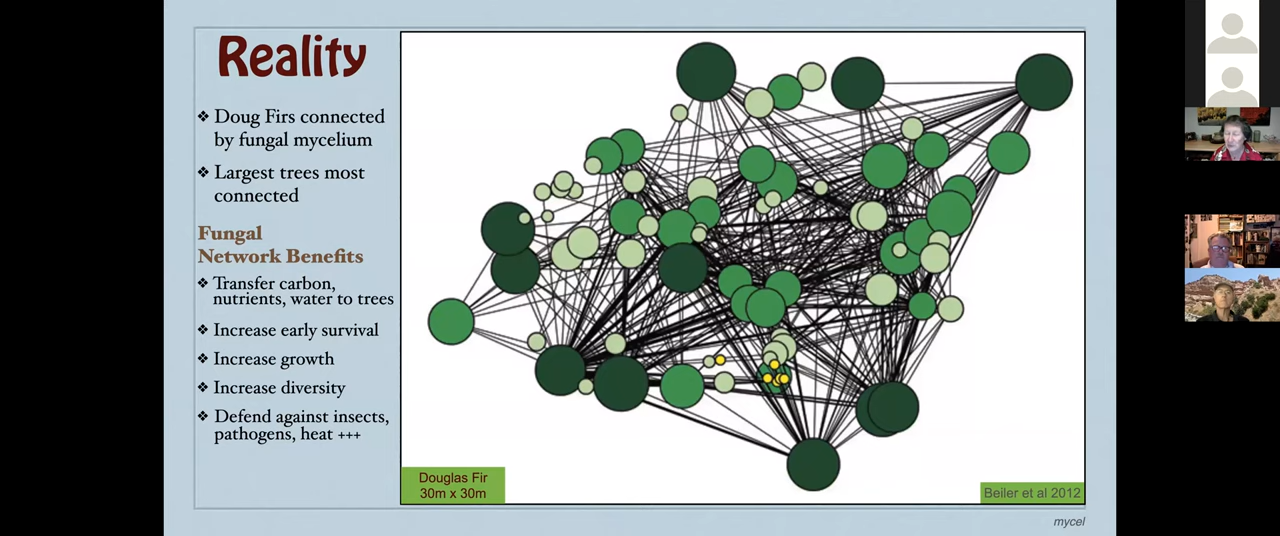 Reality
❖ Doug Firs connected
by fungal mycelium
❖ Largest trees most
connected
Fungal
Network Benefits
❖ Transfer carbon,
nutrients, water to trees
❖ Increase early survival
❖ Increase growth
❖ Increase diversity
❖ Defend against insects,
pathogens, heat +++
Douglas Fir
30m x 30m
Beiler et al 2012
mycel